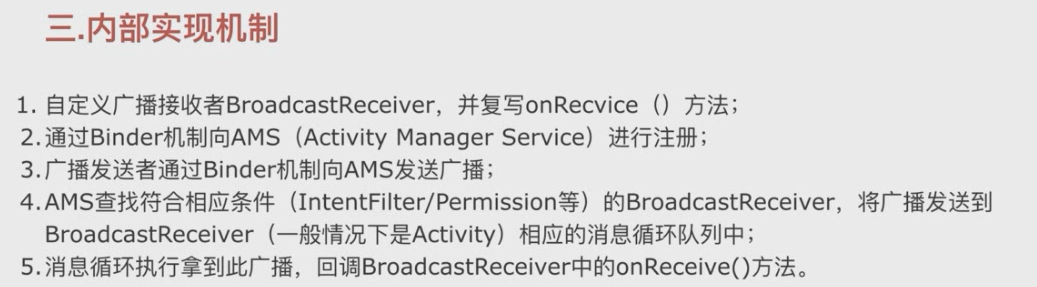 三.内部实现机制
1. 自定义广播接收者BroadcastReceiver，并复写onRecvice（）方法；
2.通过Binder机制向AMS（Activity Manager Service）进行注册；
3.广播发送者通过Binder机制向AMS发送广播；
4.AMS查找符合相应条件（IntentFilter/Permission等）的BroadcastReceiver，将广播发送到
BroadcastReceiver（一般情况下是Activity）相应的消息循环队列中；
5.消息循环执行拿到此广播，回调BroadcastReceiver中的onReceive()方法。